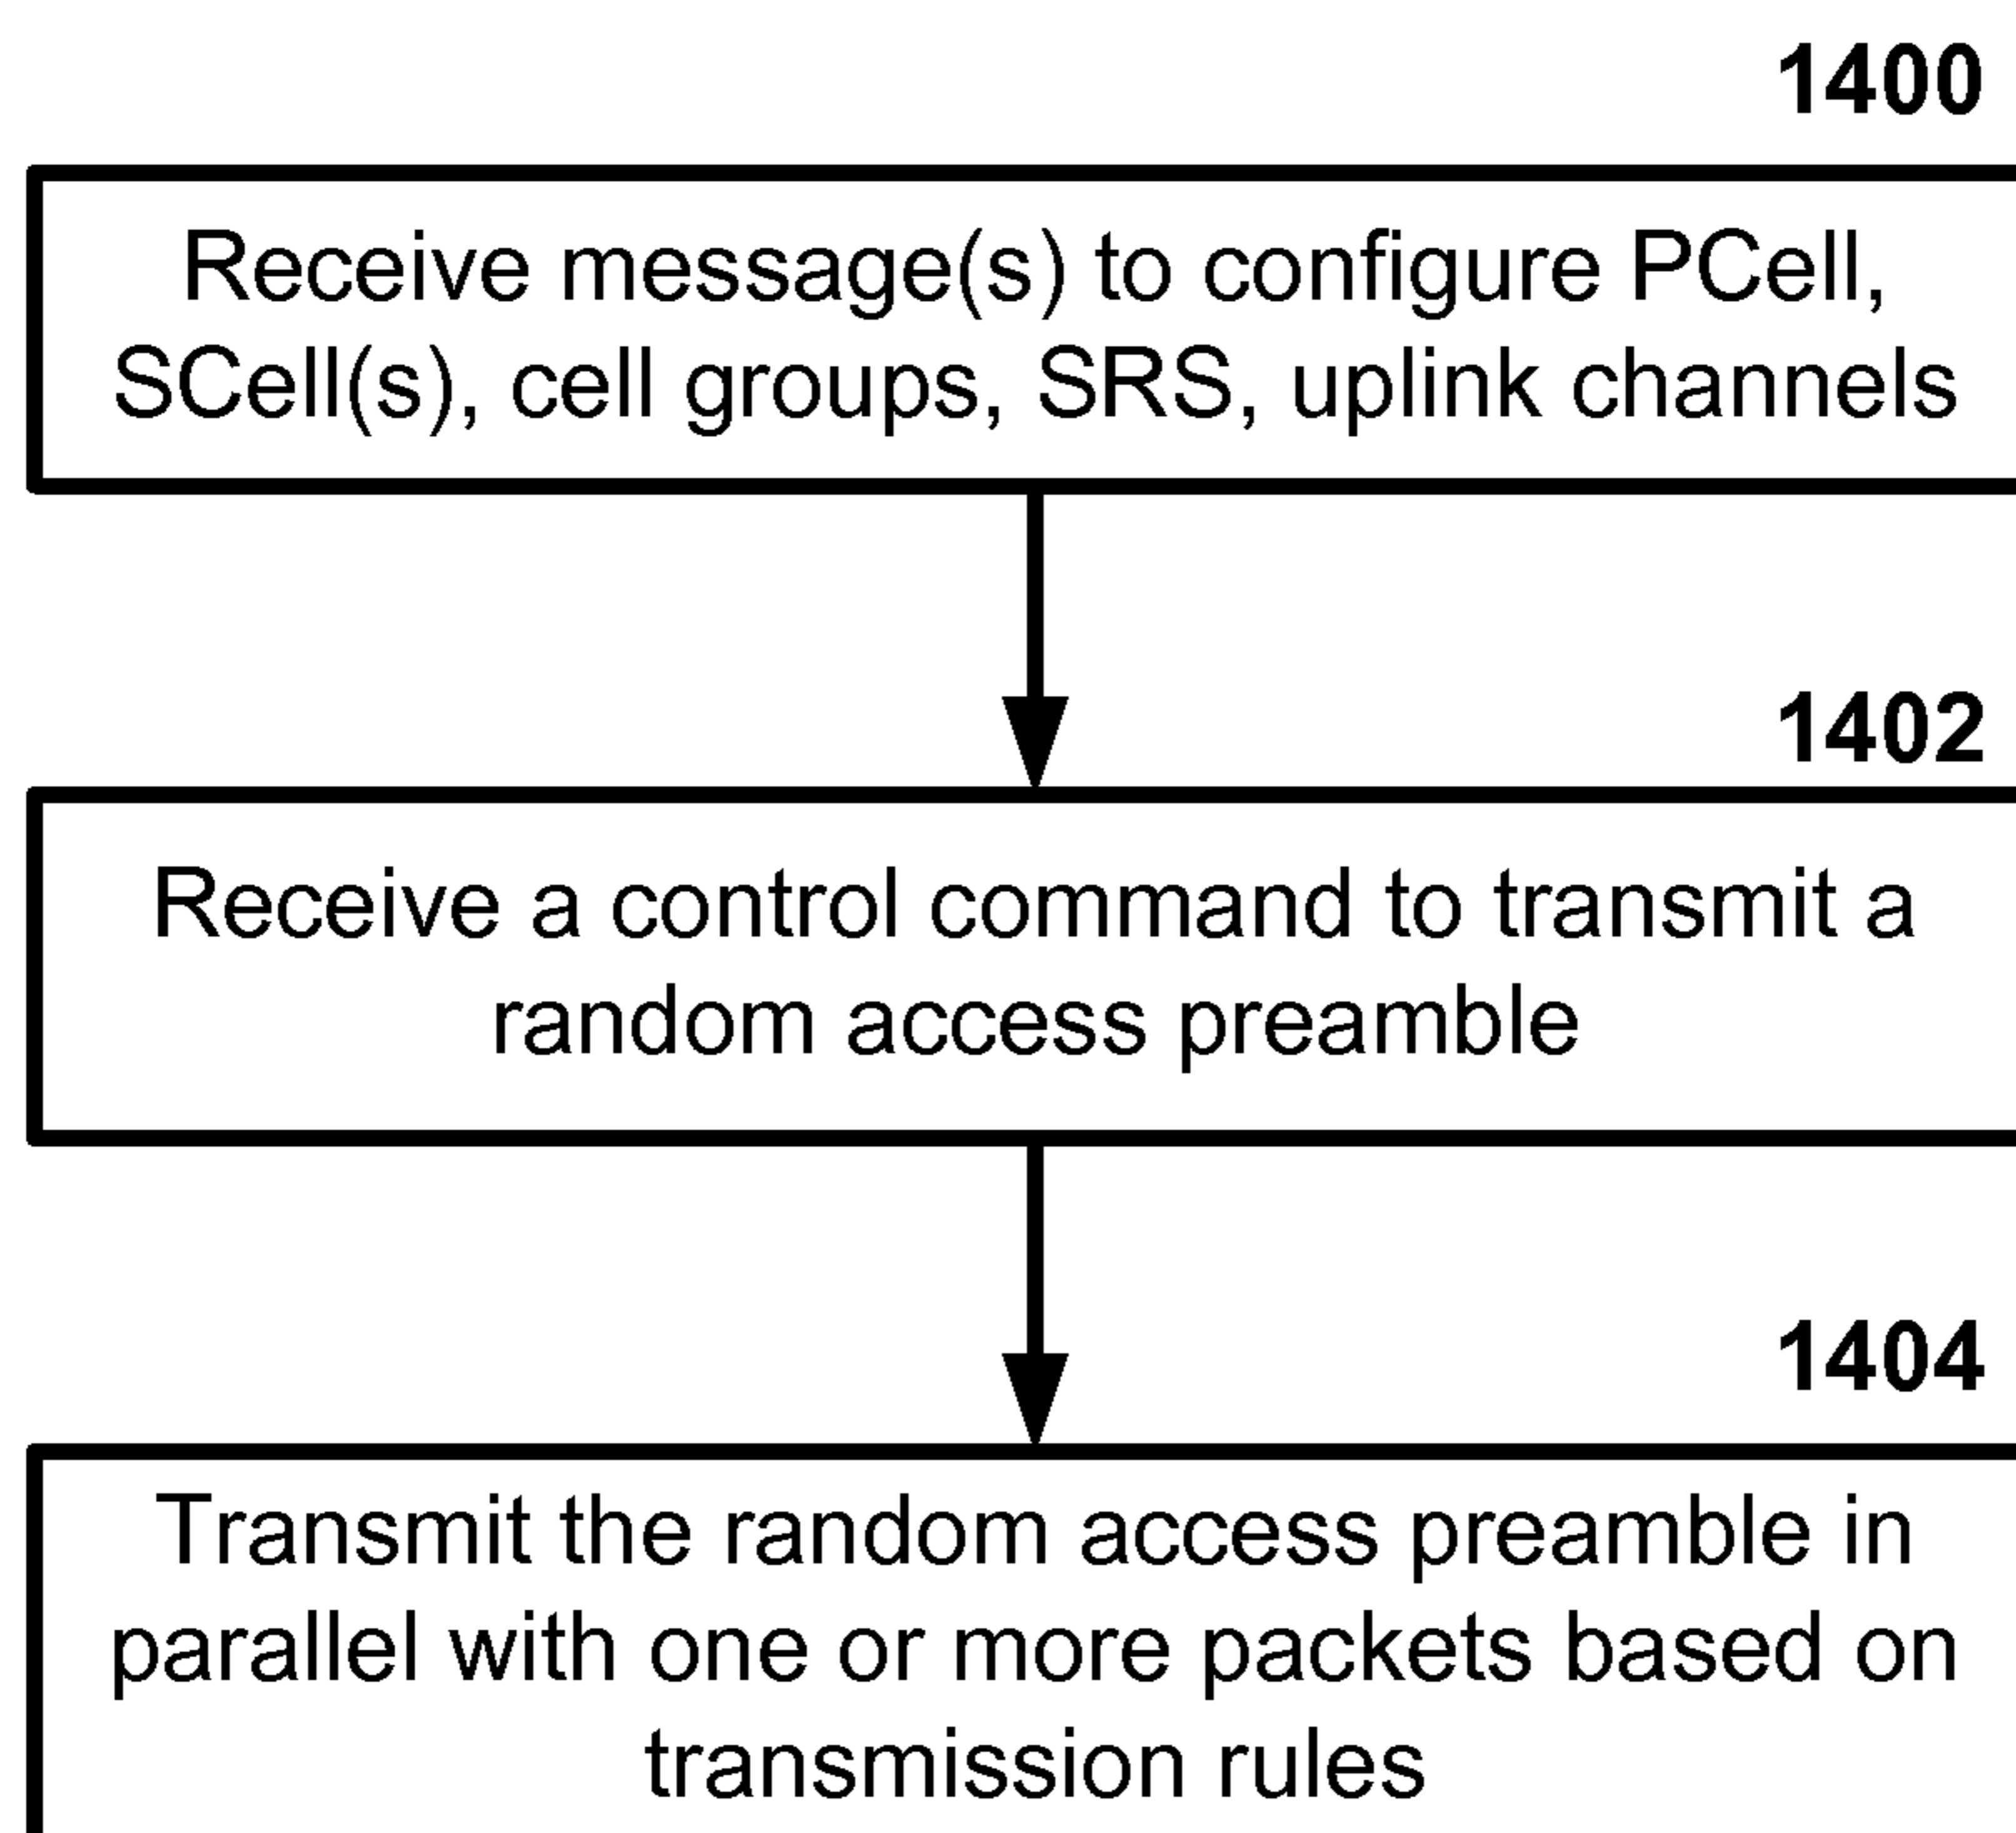 1400
Receive message(s) to configure PCell,
SCell(s), cell groups, SRS, uplink channels
1402
Receive a control command to transmit a
random access preamble
1404
Transmit the random access preamble in
parallel with one or more packets based on
transmission rules